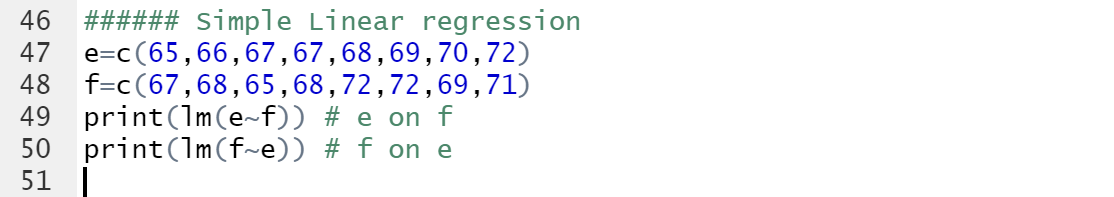 46 ###### Simple Linear regression
47 e=c(65,66,67,67,68,69,70,72)
48 f=c(67,68,65,68,72,72,69,71)
49 print(lm(e~f)) # e on f
50 print(lm(f~e)) # f on e
51